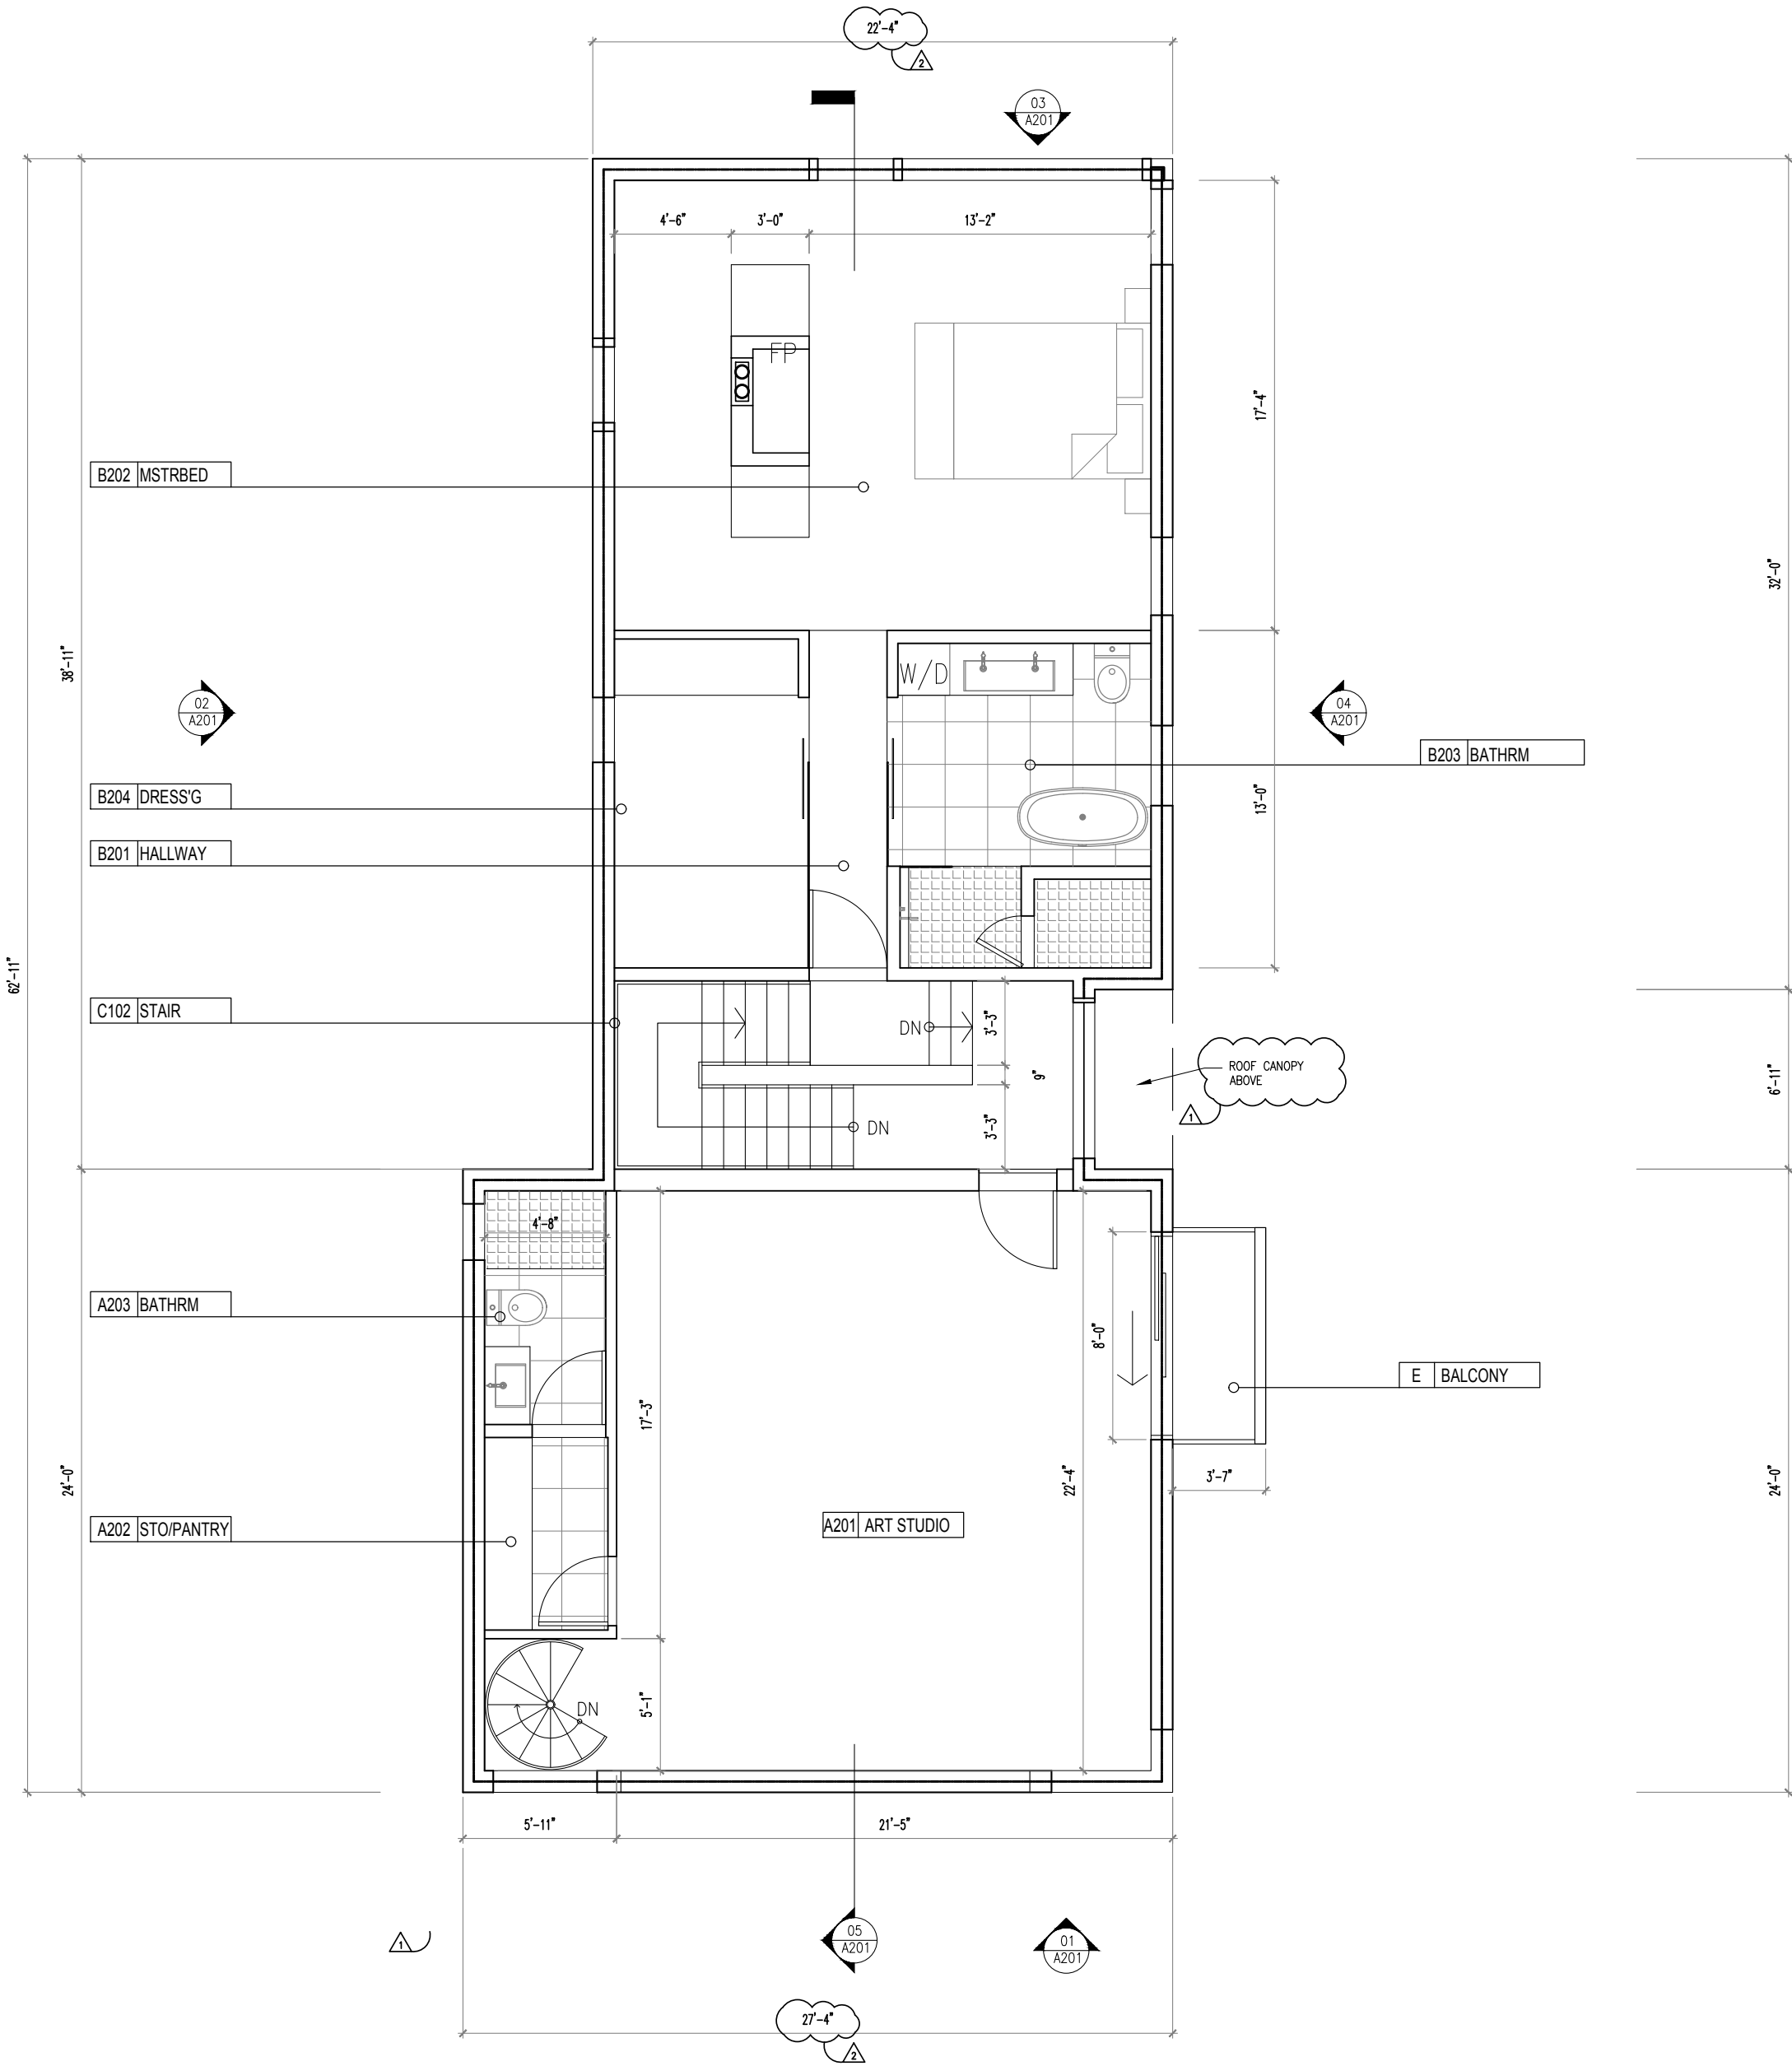 22'-4"
2
03
A201
4'-6"
3'-0"
13'-2"
FP
17'-4"
B202 MSTRBED
32'-0"
38'-11"
W/D
02
A201
04
A201
B203 BATHRM
B204 DRESS'G
13'-0"
B201 HALLWAY
62'-11"
C102 STAIR
DN
3'-3"
9"
ROOF CANOPY
ABOVE
1
6'-11"
DN
3'-3"
4'-8"
A203 BATHRM
8'-0"
E BALCONY
17'-3"
3'-7"
24'-0"
22'-4"
24'-0"
A202 STO/PANTRY
A201 ART STUDIO
DN
5'-1"
5'-11"
21'-5"
1
05
A201
01
A201
27'-4"
2